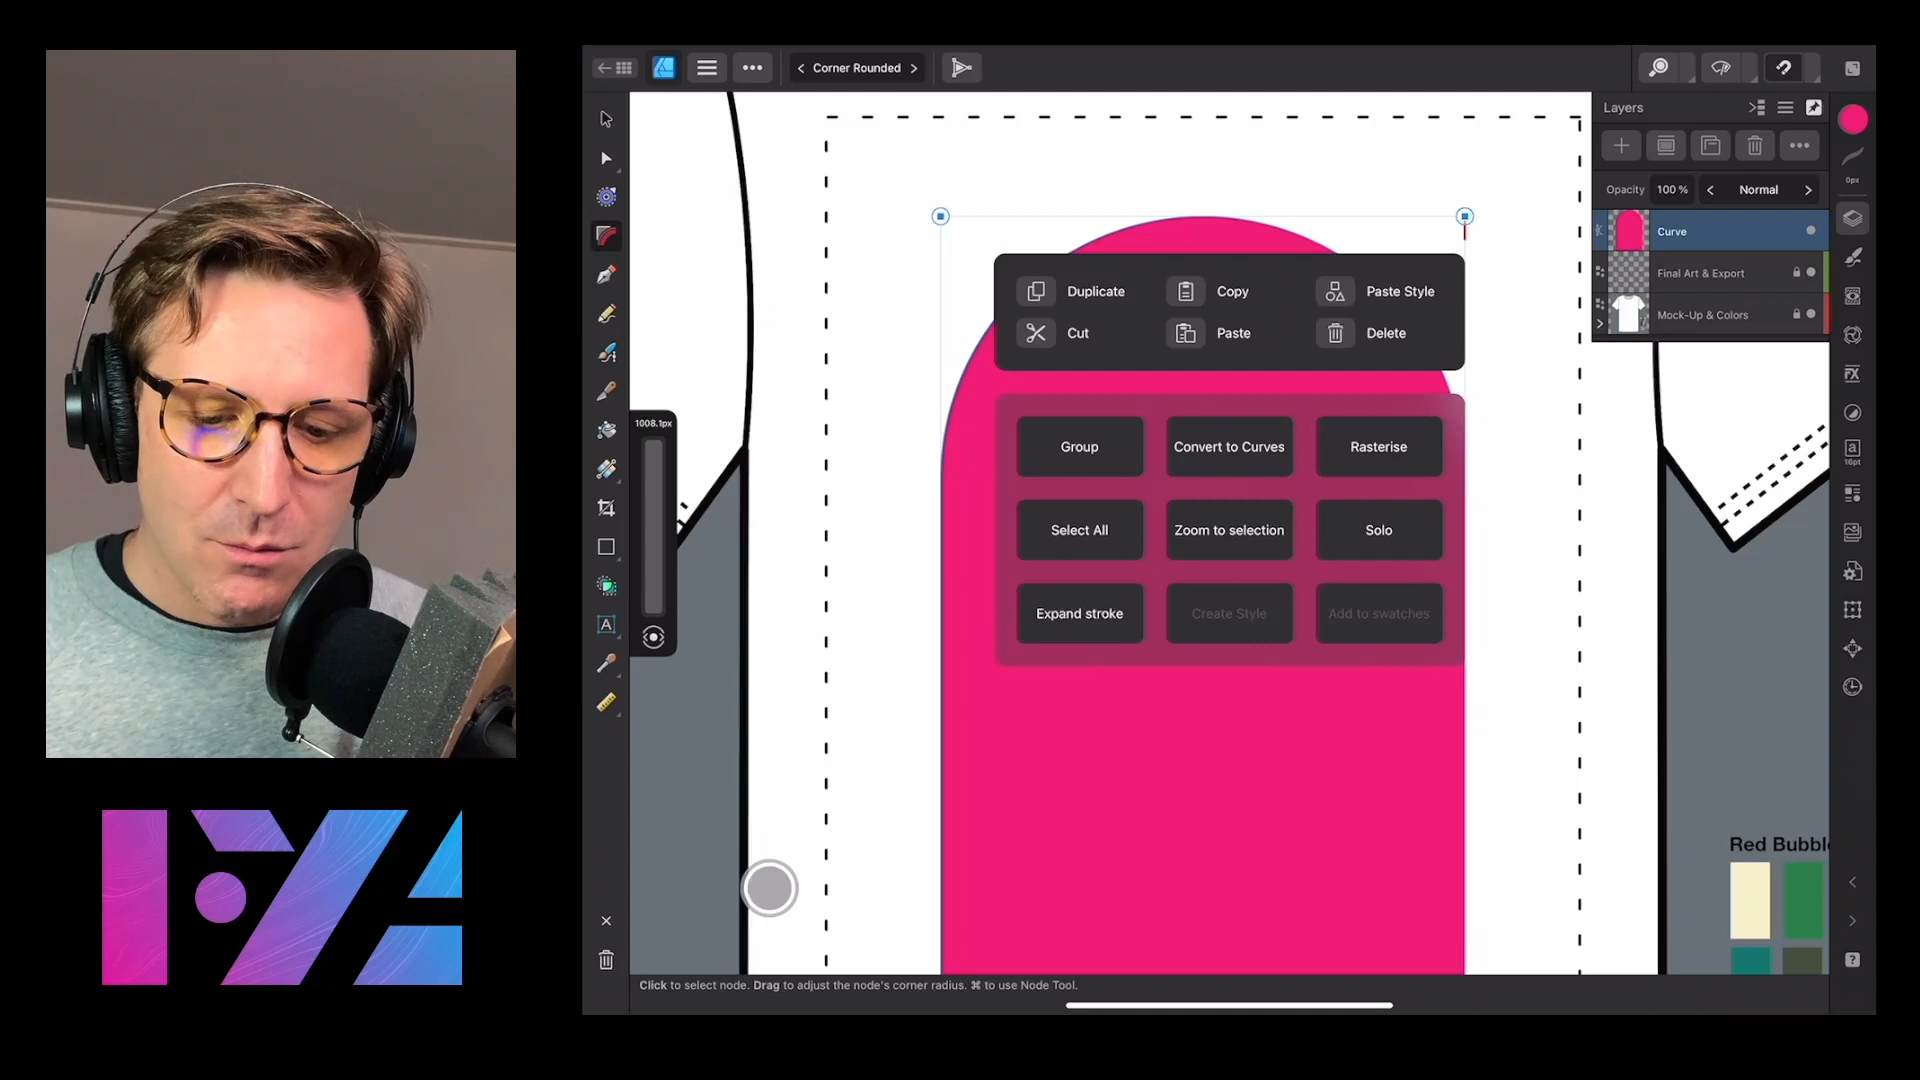 Corner Rounded
Layers
Opacity 100 % Normal
0px
Curve
Final Art & Export
Mock-Up & Colors
Duplicate Copy Paste Style
Cut Paste Delete
1008.1px
Group Convert to Curves Rasterise
Select All Zoom to selection Solo
Expand stroke Create Style Add to swatches
FX
a
16pt
A
Red Bubbl
?
Click to select node. Drag to adjust the node's corner radius. ⌘ to use Node Tool.